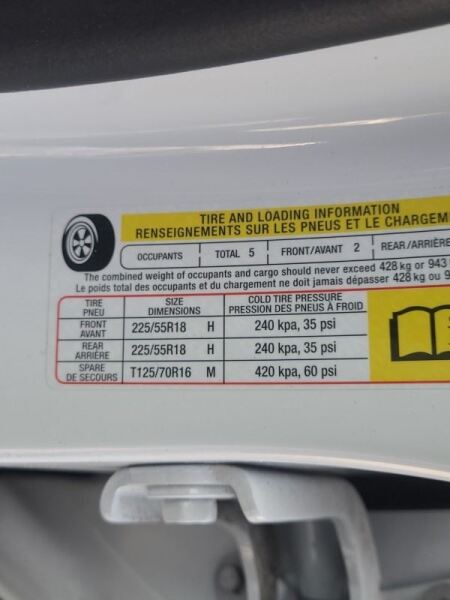 TIRE AND LOADING INFORMATION
RENSEIGNEMENTS SUR LES PNEUS ET LE CHARGEM
OCCUPANTS TOTAL 5 FRONT/AVANT 2 REAR/ARRIÈRE
The combined weight of occupants and cargo should never exceed 428 kg or 943
Le poids total des occupants et du chargement ne doit jamais dépasser 428 kg ou 9
TIRE SIZE COLD TIRE PRESSURE
PNEU DIMENSIONS PRESSION DES PNEUS À FROID
FRONT
AVANT 225/55R18 H 240 kpa, 35 psi
REAR
ARRIÈRE 225/55R18 H 240 kpa, 35 psi
SPARE
DE SECOURS T125/70R16 M 420 kpa, 60 psi